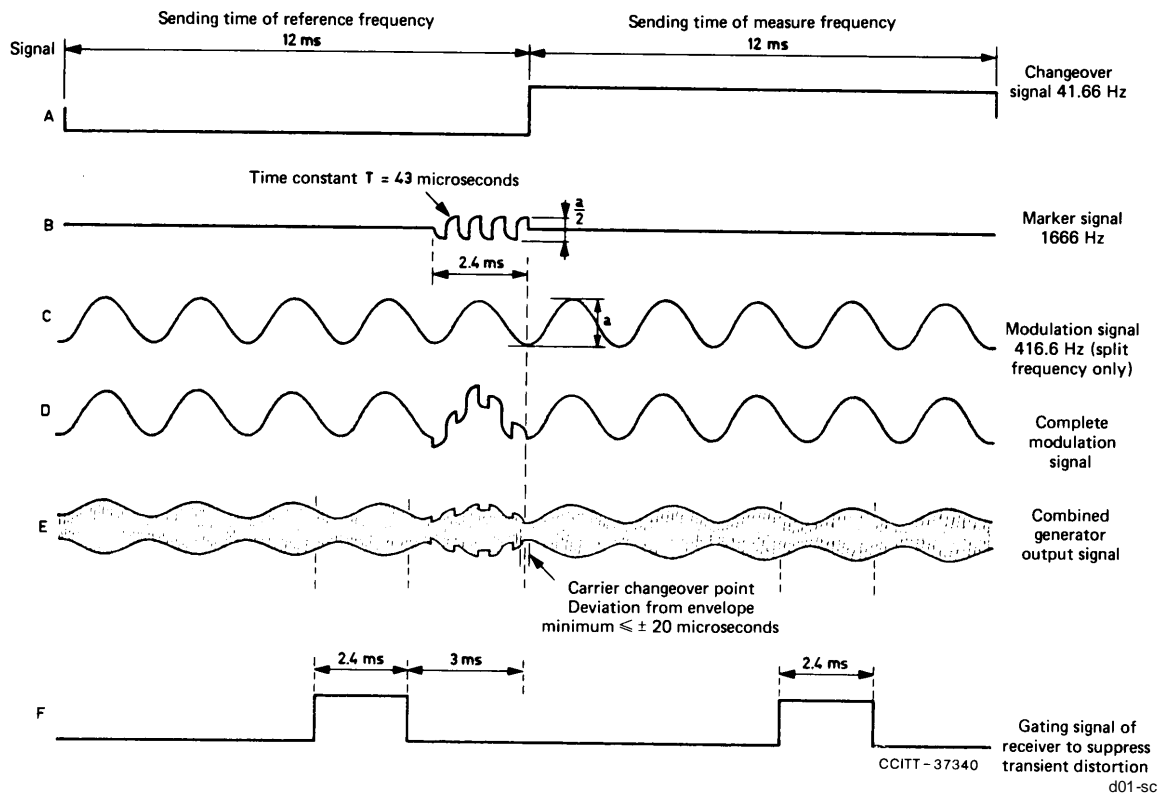 Sending time of reference frequency
Sending time of measure frequency
Signal
12 ms
12 ms
Changeover
signal 41.66 Hz
A
Time constant T = 43 microseconds
a
2
B
Marker signal
1666 Hz
2.4 ms
C
a
Modulation signal
416.6 Hz (split
frequency only)
D
Complete
modulation
signal
E
Combined
generator
output signal
Carrier changeover point
Deviation from envelope
minimum ⩽ ± 20 microseconds
2.4 ms
3 ms
2.4 ms
F
Gating signal of
receiver to suppress
transient distortion
CCITT - 37340
d01-sc